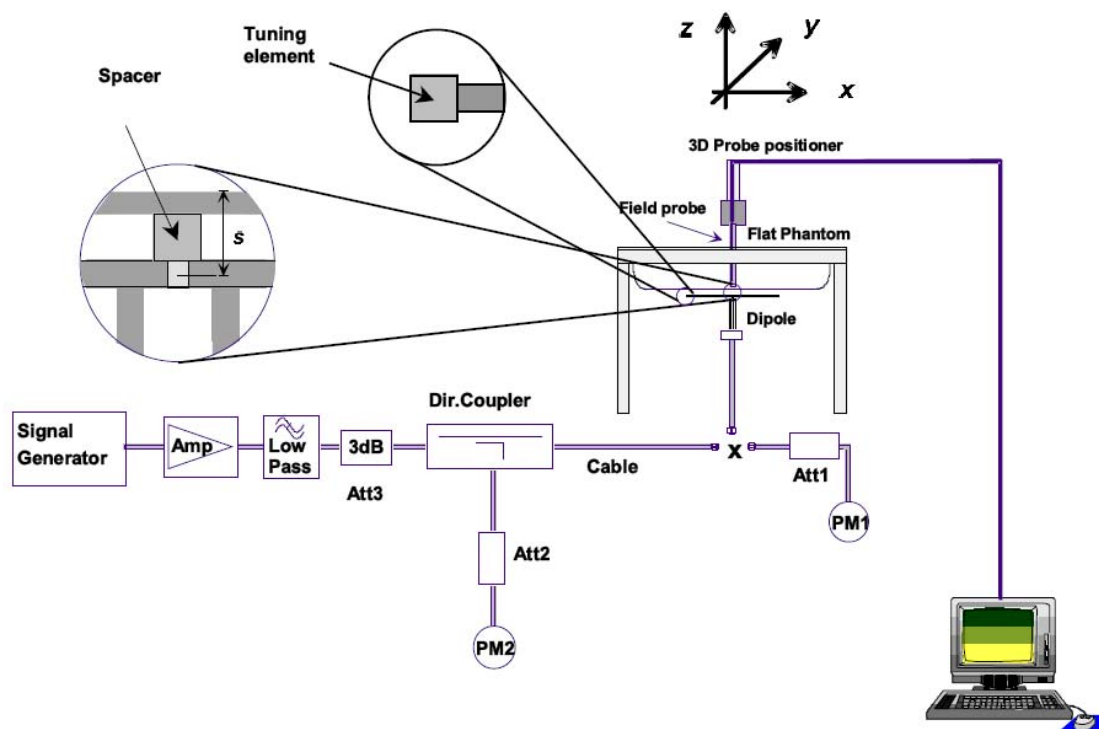 Tuning
element
Spacer
z
y
x
3D Probe positioner
Field probe
Flat Phantom
s
Dipole
Dir.Coupler
Signal
Generator
Amp
Low
Pass
3dB
Att3
Cable
x
Att1
PM1
Att2
PM2